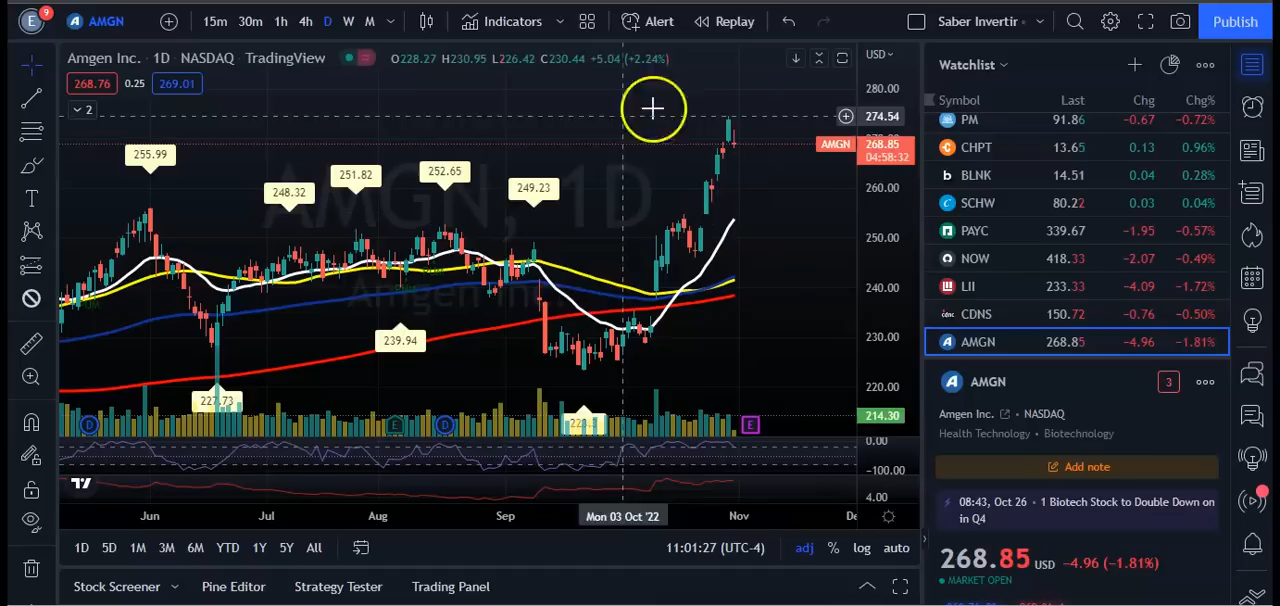 E 9 AMGN 15m 30m 1h 4h D W M Indicators Alert Replay Saber Invertir Publish
Amgen Inc. · 1D · NASDAQ · TradingView O228.27 H230.95 L226.42 C230.44 +5.04 (+2.24%) USD
268.76 0.25 269.01
2
280.00
274.54
AMGN 268.85
04:58:32
260.00
250.00
240.00
230.00
220.00
214.30
0.00
-100.00
4.00
255.99
248.32
251.82
252.65
249.23
239.94
227.73
AMGN, 1D
Amgen Inc.
D E D E
Jun Jul Aug Sep Mon 03 Oct '22 Nov De
1D 5D 1M 3M 6M YTD 1Y 5Y All 11:01:27 (UTC-4) adj % log auto
Stock Screener Pine Editor Strategy Tester Trading Panel
Watchlist
Symbol Last Chg Chg%
PM 91.86 −0.67 −0.72%
CHPT 13.65 0.13 0.96%
BLNK 14.51 0.04 0.28%
SCHW 80.22 0.03 0.04%
PAYC 339.67 −1.95 −0.57%
NOW 418.33 −2.07 −0.49%
LII 233.33 −4.09 −1.72%
CDNS 150.72 −0.76 −0.50%
AMGN 268.85 −4.96 −1.81%
AMGN 3
Amgen Inc. • NASDAQ
Health Technology • Biotechnology
Add note
08:43, Oct 26 • 1 Biotech Stock to Double Down on
in Q4
268.85 USD −4.96 (−1.81%)
MARKET OPEN